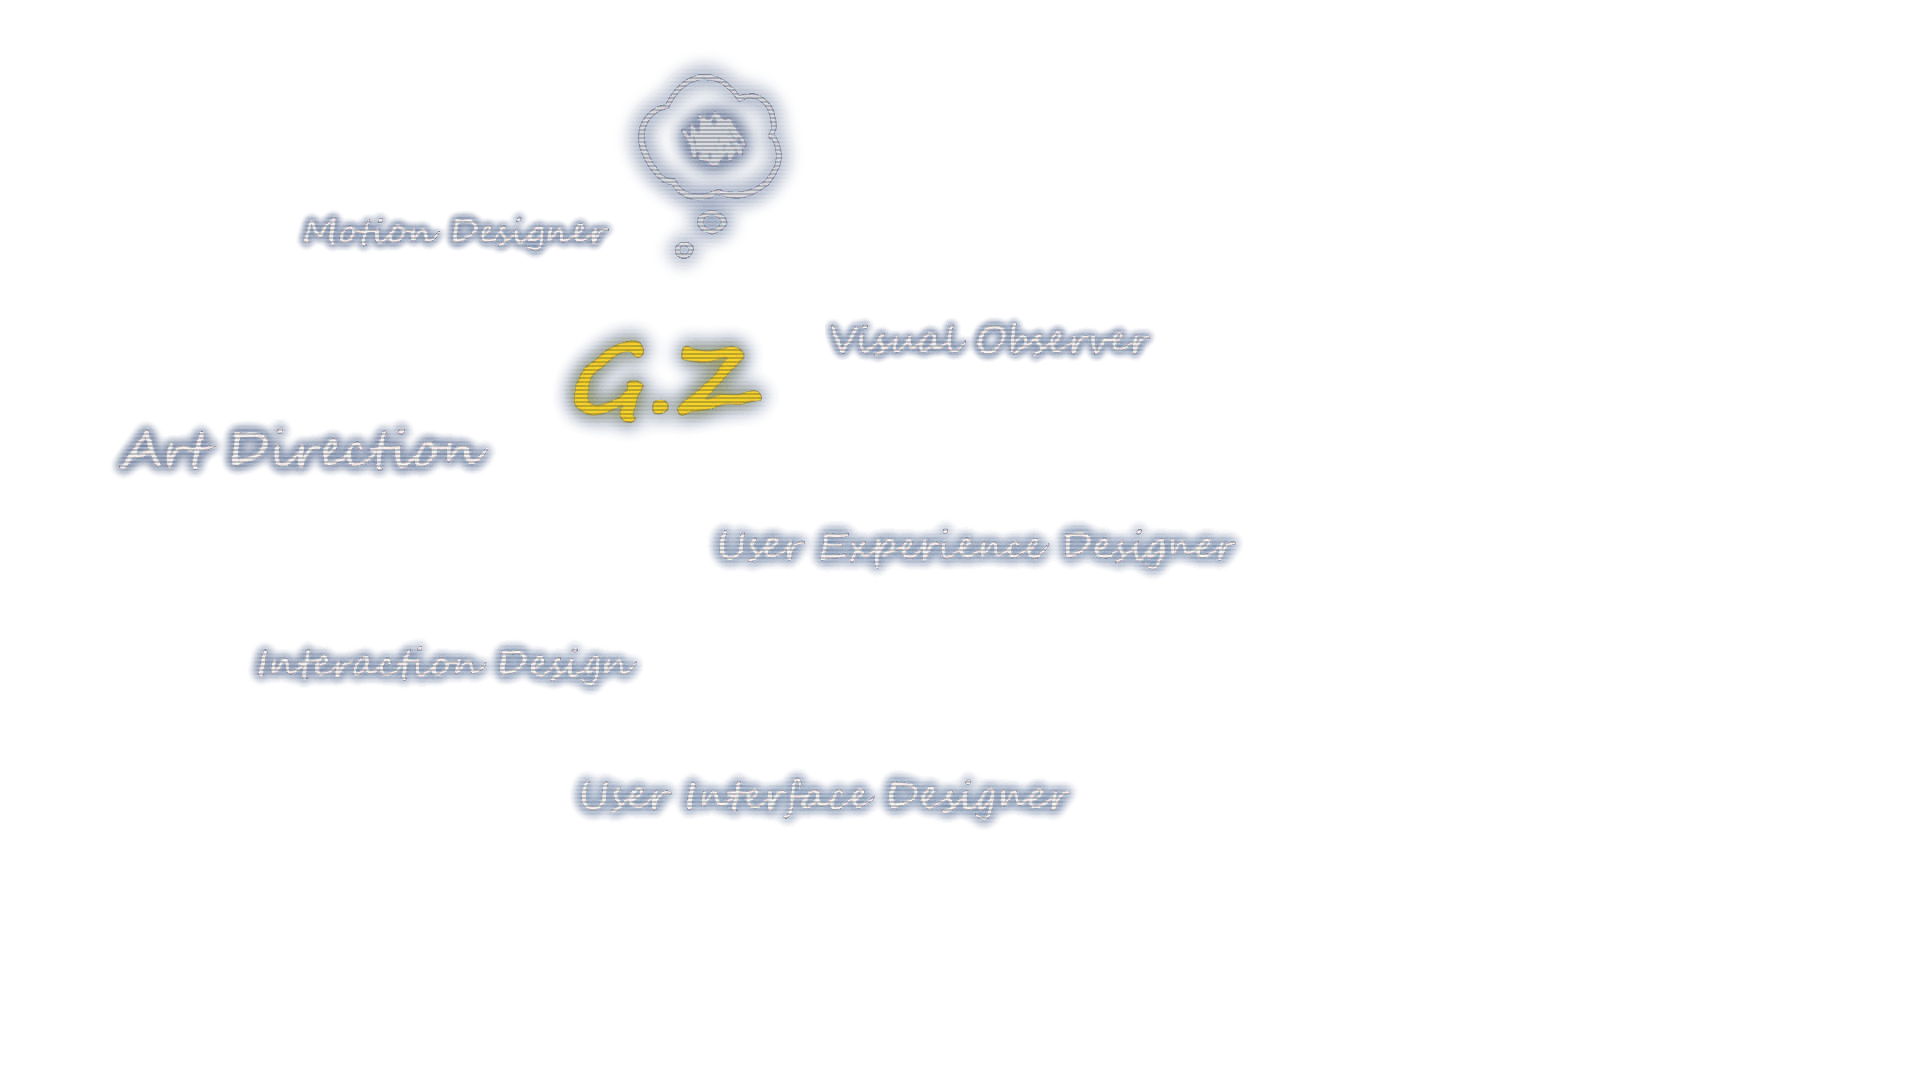 Motion Designer
Visual Observer
G.Z
Art Direction
User Experience Designer
Interaction Design
User Interface Designer